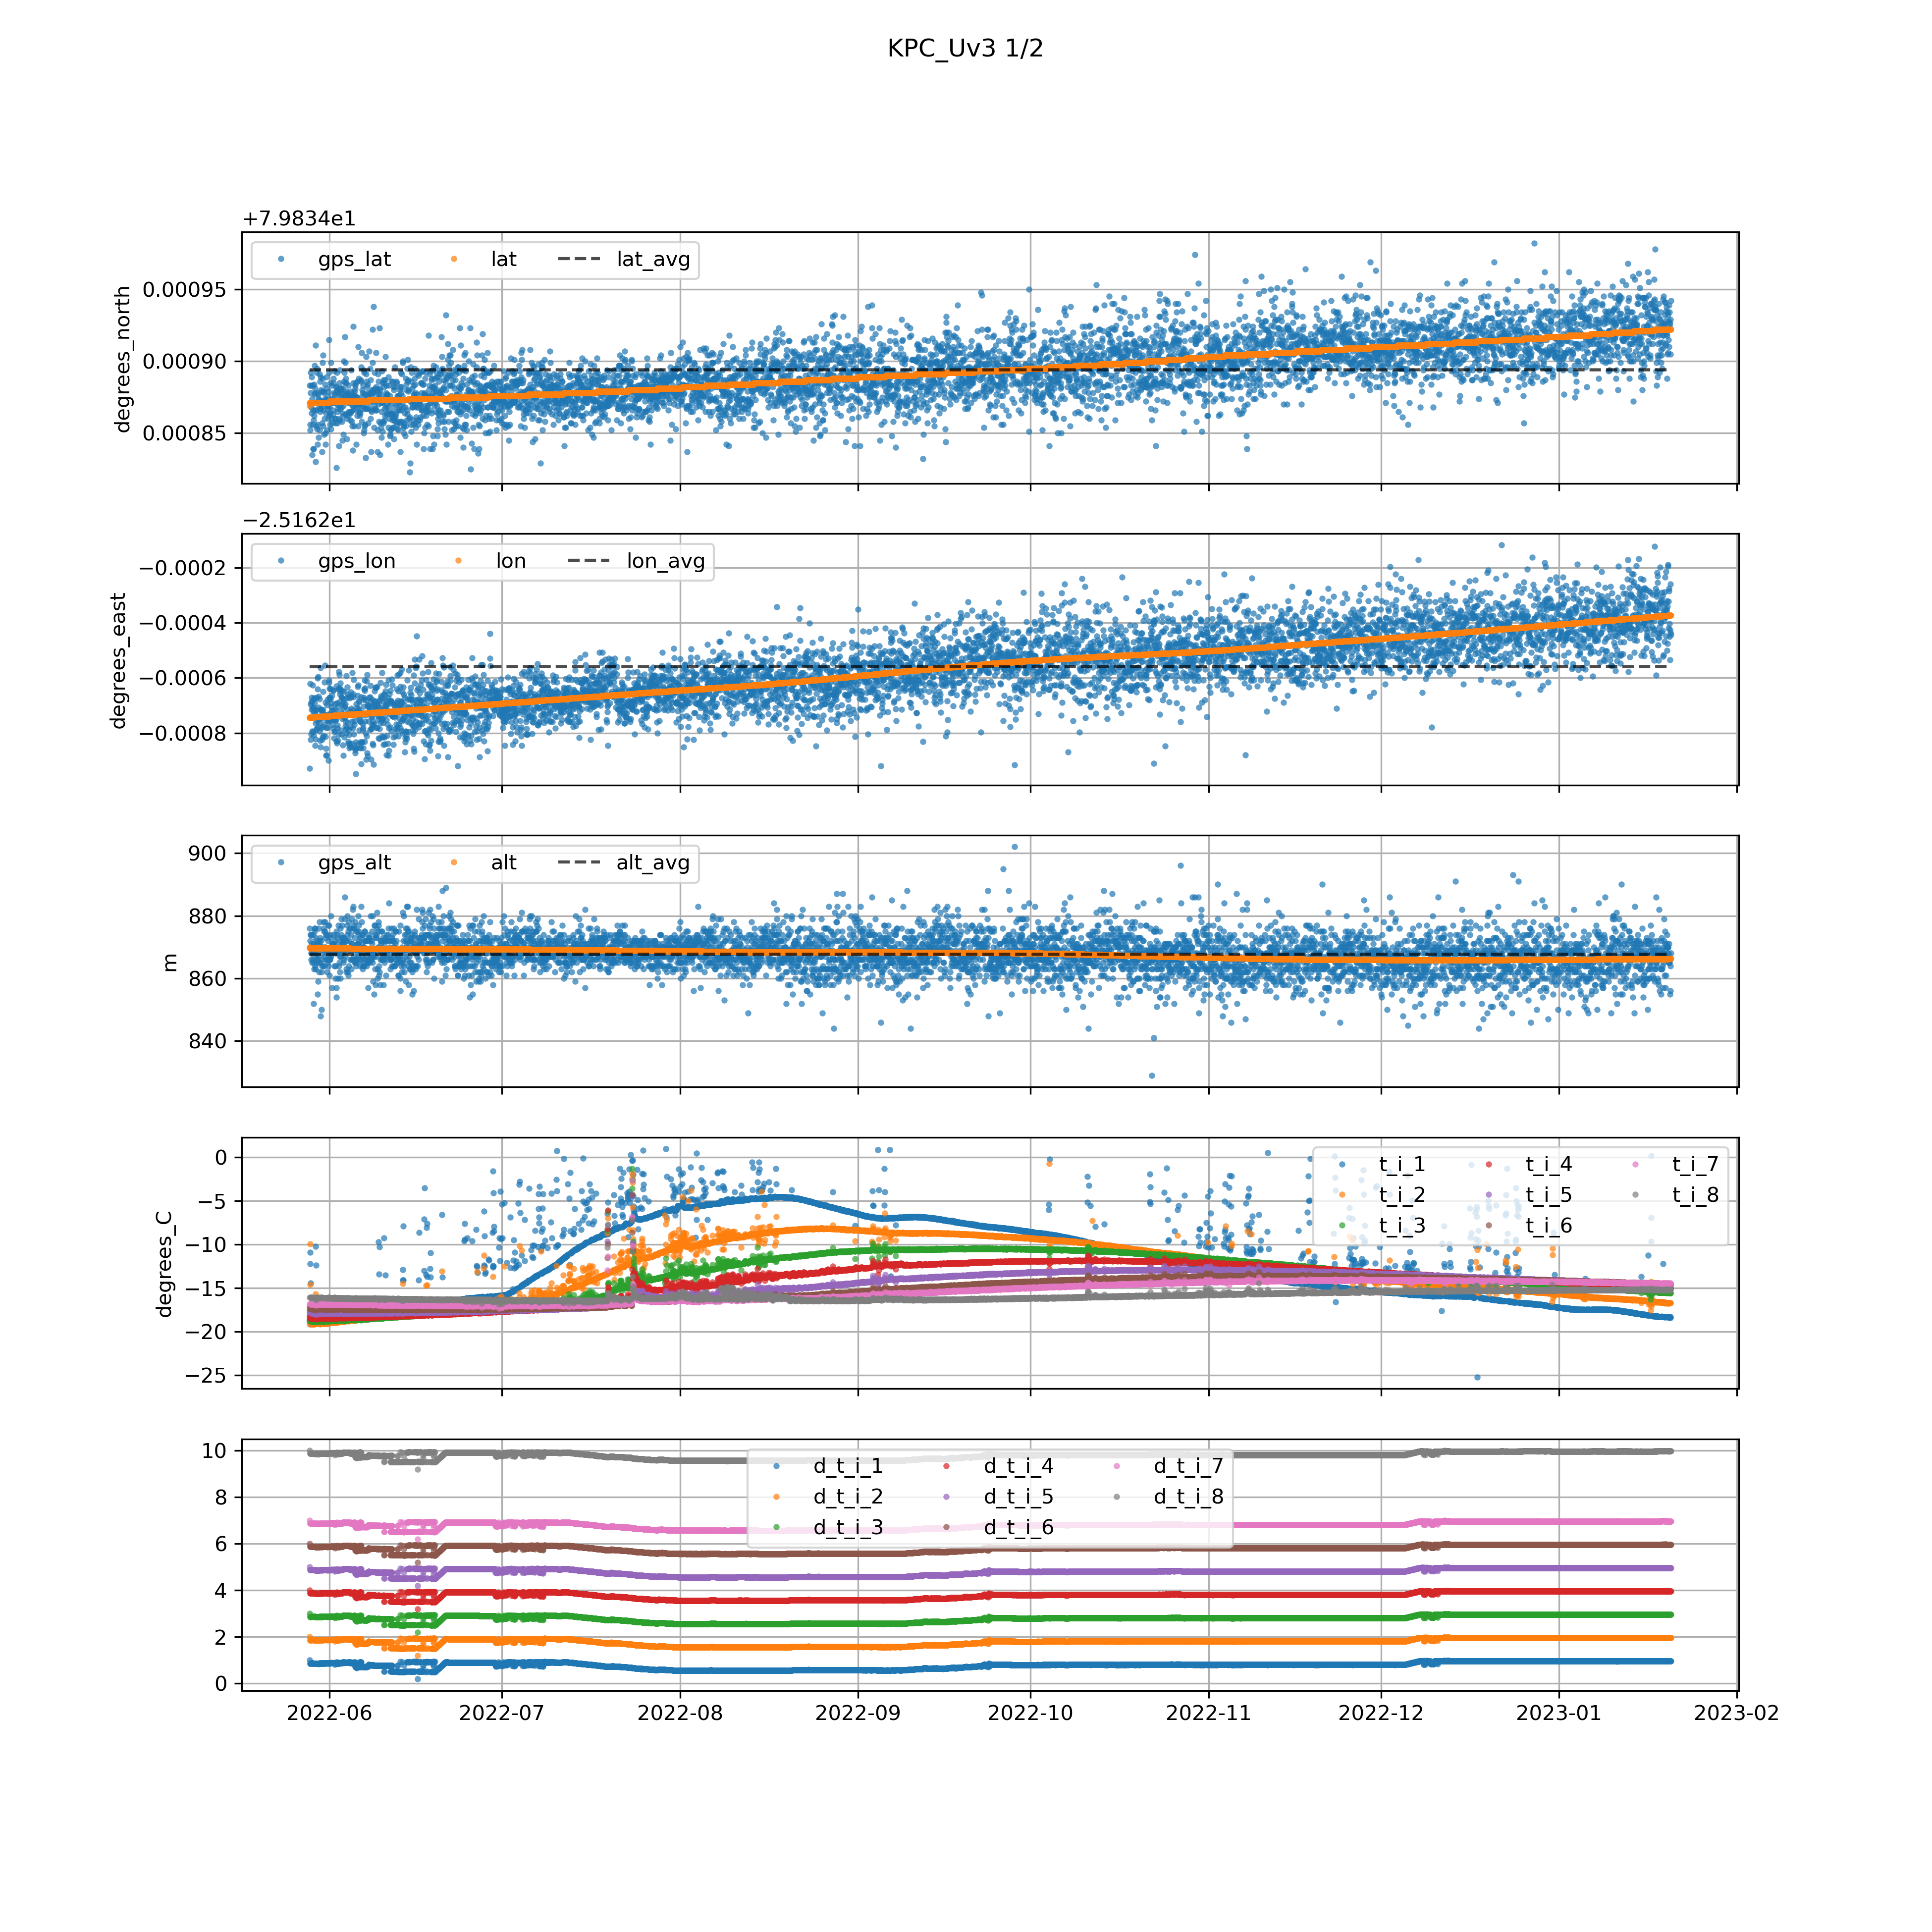 KPC_Uv3 1/2
+7.9834e1
gps_lat lat lat_avg
degrees_north
0.00095
0.00090
0.00085
−2.5162e1
gps_lon lon lon_avg
degrees_east
−0.0002
−0.0004
−0.0006
−0.0008
gps_alt alt alt_avg
m
900
880
860
840
degrees_C
0
−5
−10
−15
−20
−25
t_i_1 t_i_4 t_i_7
t_i_2 t_i_5 t_i_8
t_i_3 t_i_6
10
8
6
4
2
0
d_t_i_1 d_t_i_4 d_t_i_7
d_t_i_2 d_t_i_5 d_t_i_8
d_t_i_3 d_t_i_6
2022-06 2022-07 2022-08 2022-09 2022-10 2022-11 2022-12 2023-01 2023-02